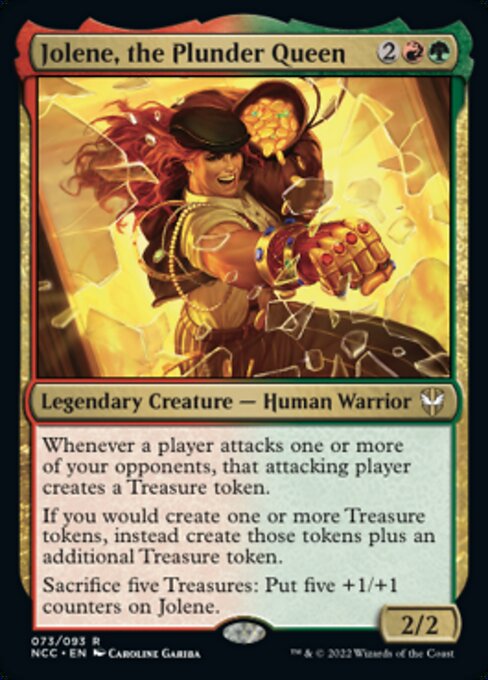 Jolene, the Plunder Queen 2
Legendary Creature — Human Warrior
Whenever a player attacks one or more
of your opponents, that attacking player
creates a Treasure token.
If you would create one or more Treasure
tokens, instead create those tokens plus an
additional Treasure token.
Sacrifice five Treasures: Put five +1/+1
counters on Jolene.
2/2
073/093 R
NCC • EN Caroline Gariba
™ & © 2022 Wizards of the Coast